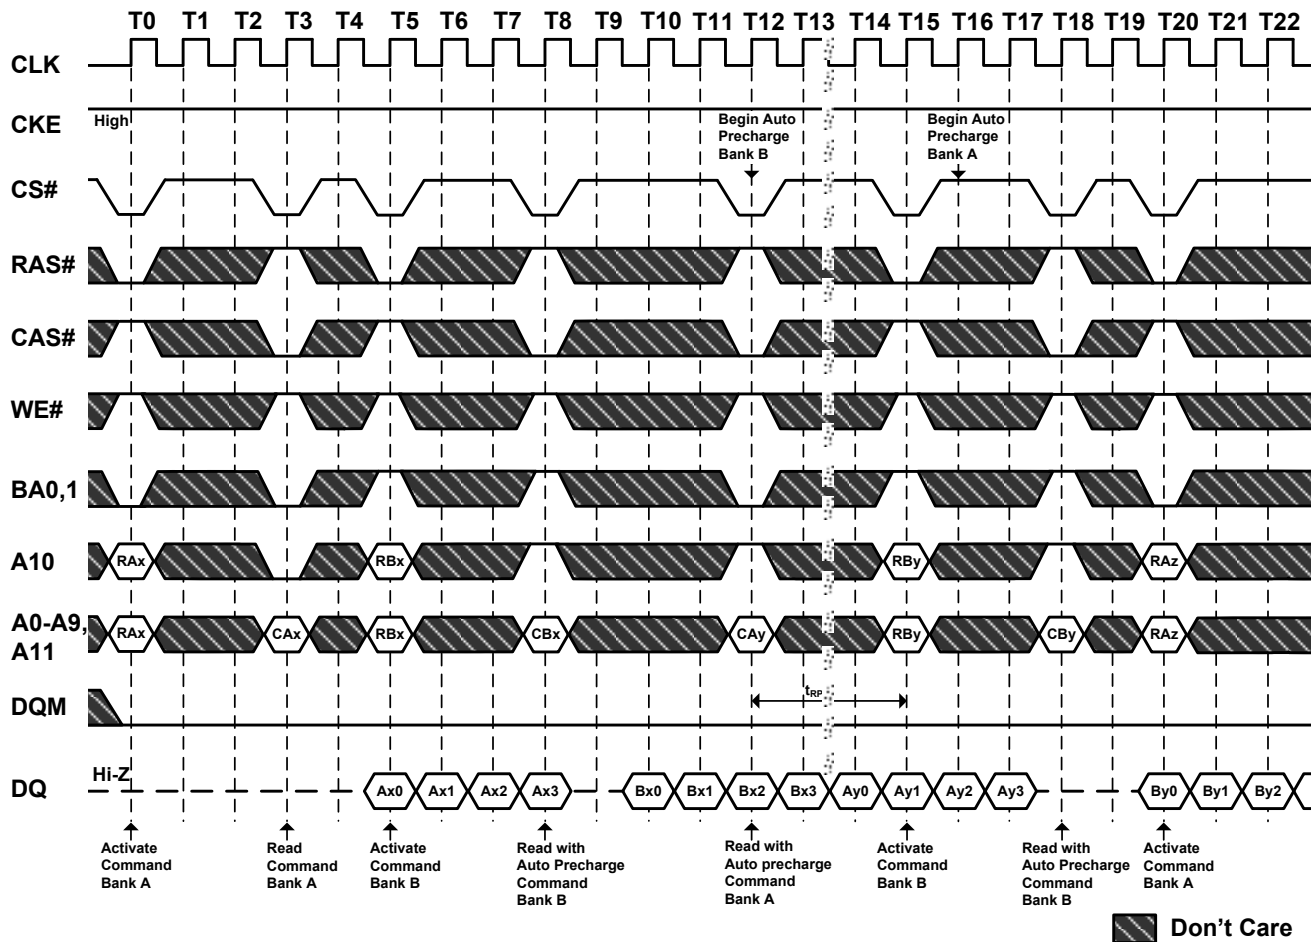 T0 T1 T2 T3 T4 T5 T6 T7 T8 T9 T10 T11 T12 T13 T14 T15 T16 T17 T18 T19 T20 T21 T22
CLK
CKE
High
Begin Auto
Precharge
Bank B
Begin Auto
Precharge
Bank A
CS#
RAS#
CAS#
WE#
BA0,1
A10
RAx RBx RBy RAz
A0-A9,
A11
RAx CAx RBx CBx CAy RBy CBy RAz
DQM
tRP
Hi-Z
DQ
Ax0 Ax1 Ax2 Ax3 Bx0 Bx1 Bx2 Bx3 Ay0 Ay1 Ay2 Ay3 By0 By1 By2
Activate
Command
Bank A
Read
Command
Bank A
Activate
Command
Bank B
Read with
Auto Precharge
Command
Bank B
Read with
Auto precharge
Command
Bank A
Activate
Command
Bank B
Read with
Auto Precharge
Command
Bank B
Activate
Command
Bank A
Don't Care